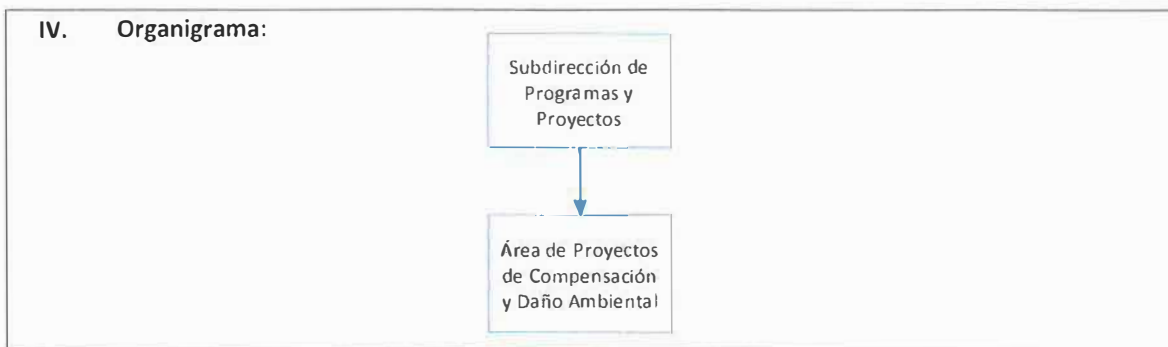 IV. Organigrama:
Subdirección de
Programas y
Proyectos
Área de Proyectos
de Compensación
y Daño Ambiental